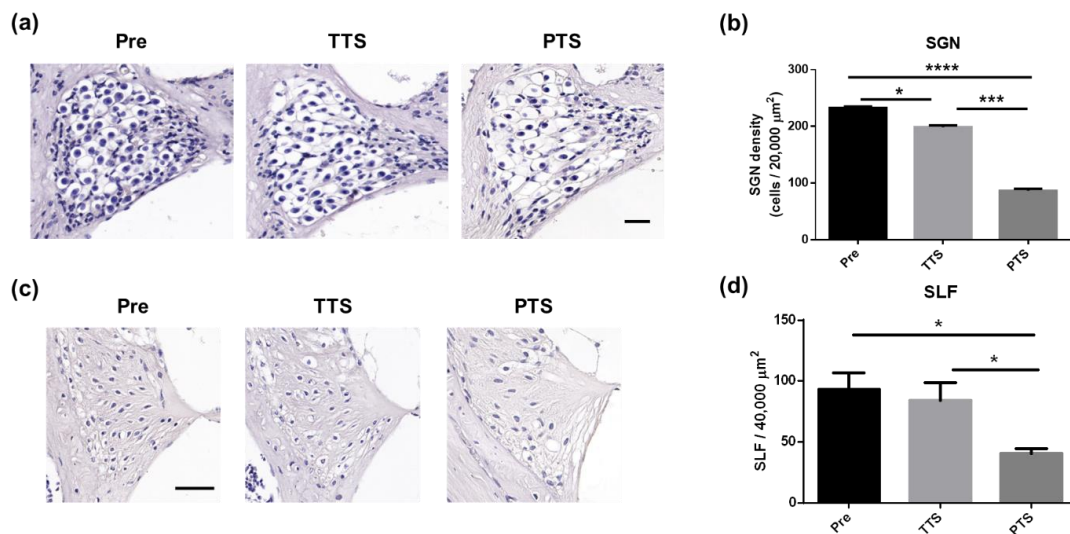 (a)
Pre TTS PTS
(b)
SGN
SGN density
(cells / 20,000 μm²)
300
200
100
0
****
* ***
Pre TTS PTS
(c)
Pre TTS PTS
(d)
SLF
SLF / 40,000 μm²
150
100
50
0
*
*
Pre TTS PTS